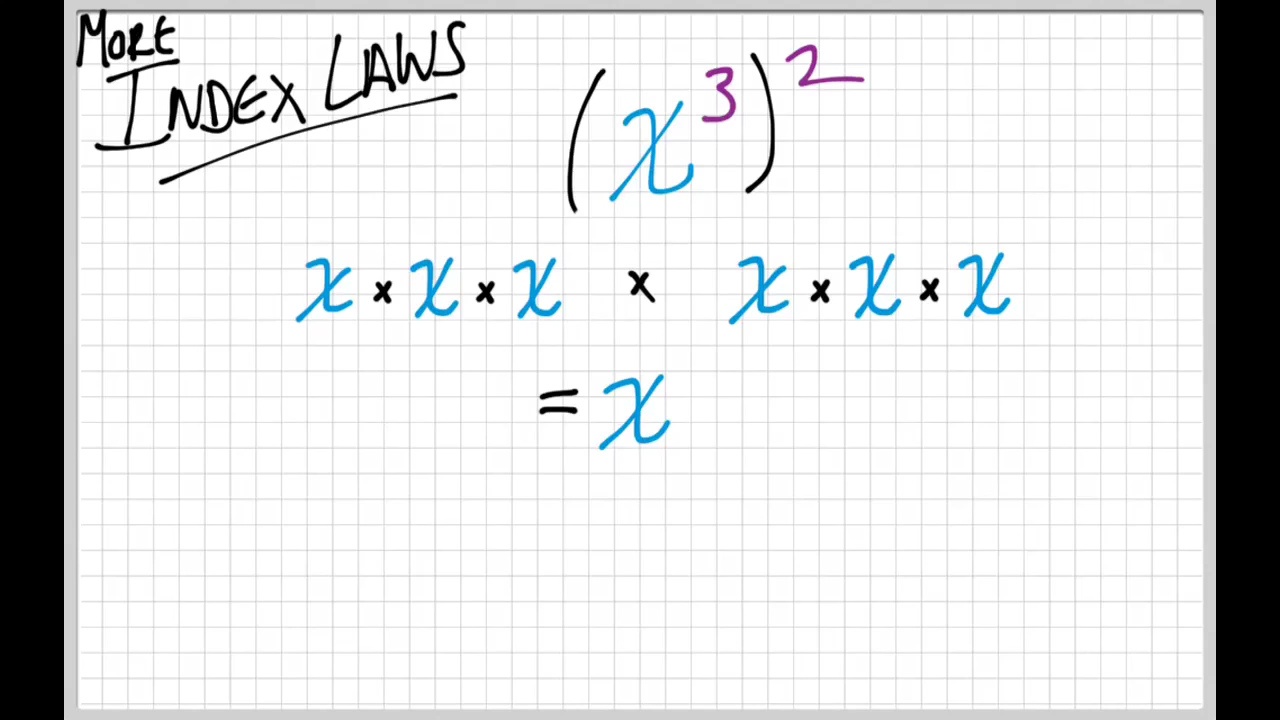 MORE
INDEX LAWS
(x³)²
x × x × x × x × x × x
= x